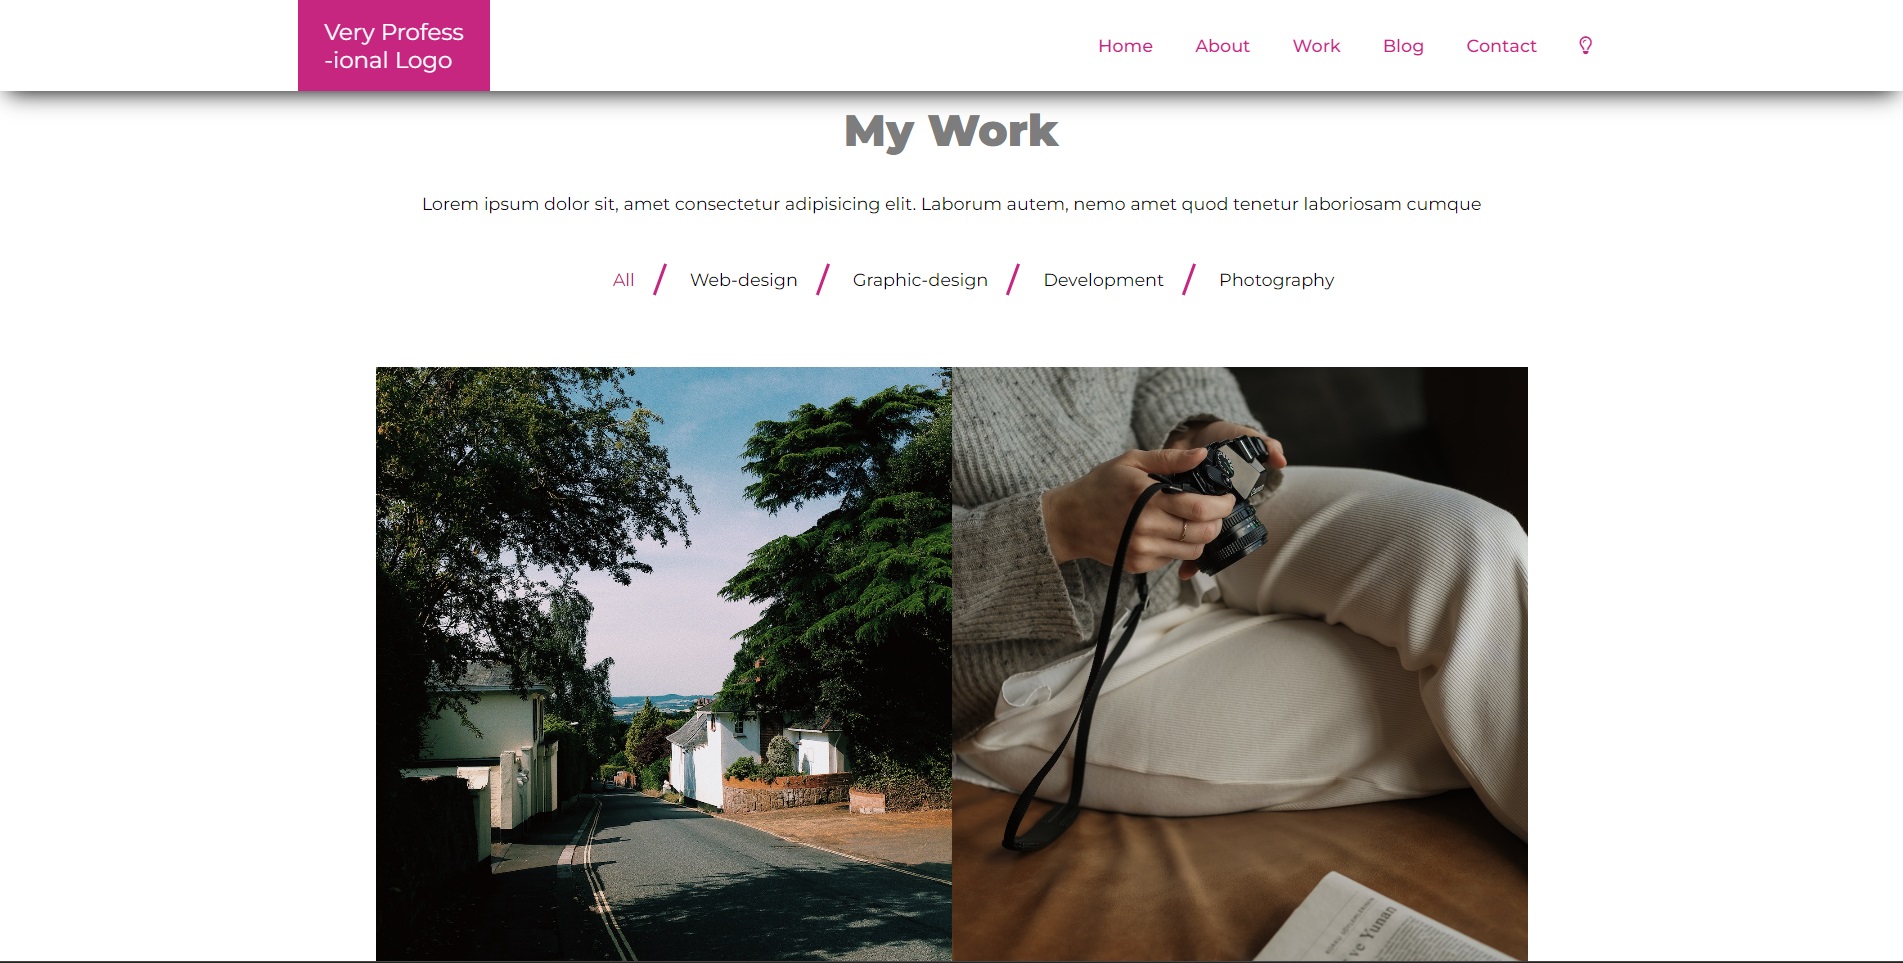 Very Profess
-ional Logo
Home About Work Blog Contact
My Work
Lorem ipsum dolor sit, amet consectetur adipisicing elit. Laborum autem, nemo amet quod tenetur laboriosam cumque
All / Web-design / Graphic-design / Development / Photography
ve Yunan